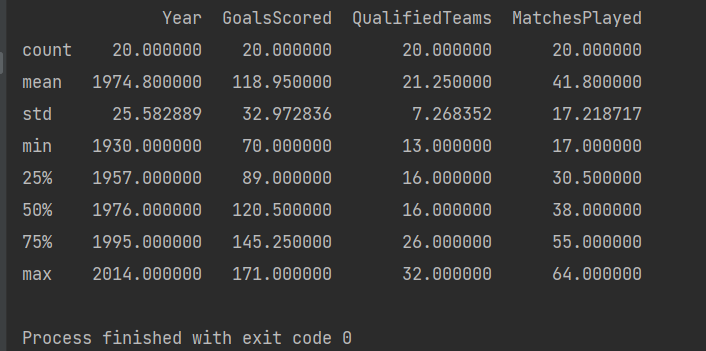 Year GoalsScored QualifiedTeams MatchesPlayed
count 20.000000 20.000000 20.000000 20.000000
mean 1974.800000 118.950000 21.250000 41.800000
std 25.582889 32.972836 7.268352 17.218717
min 1930.000000 70.000000 13.000000 17.000000
25% 1957.000000 89.000000 16.000000 30.500000
50% 1976.000000 120.500000 16.000000 38.000000
75% 1995.000000 145.250000 26.000000 55.000000
max 2014.000000 171.000000 32.000000 64.000000
Process finished with exit code 0